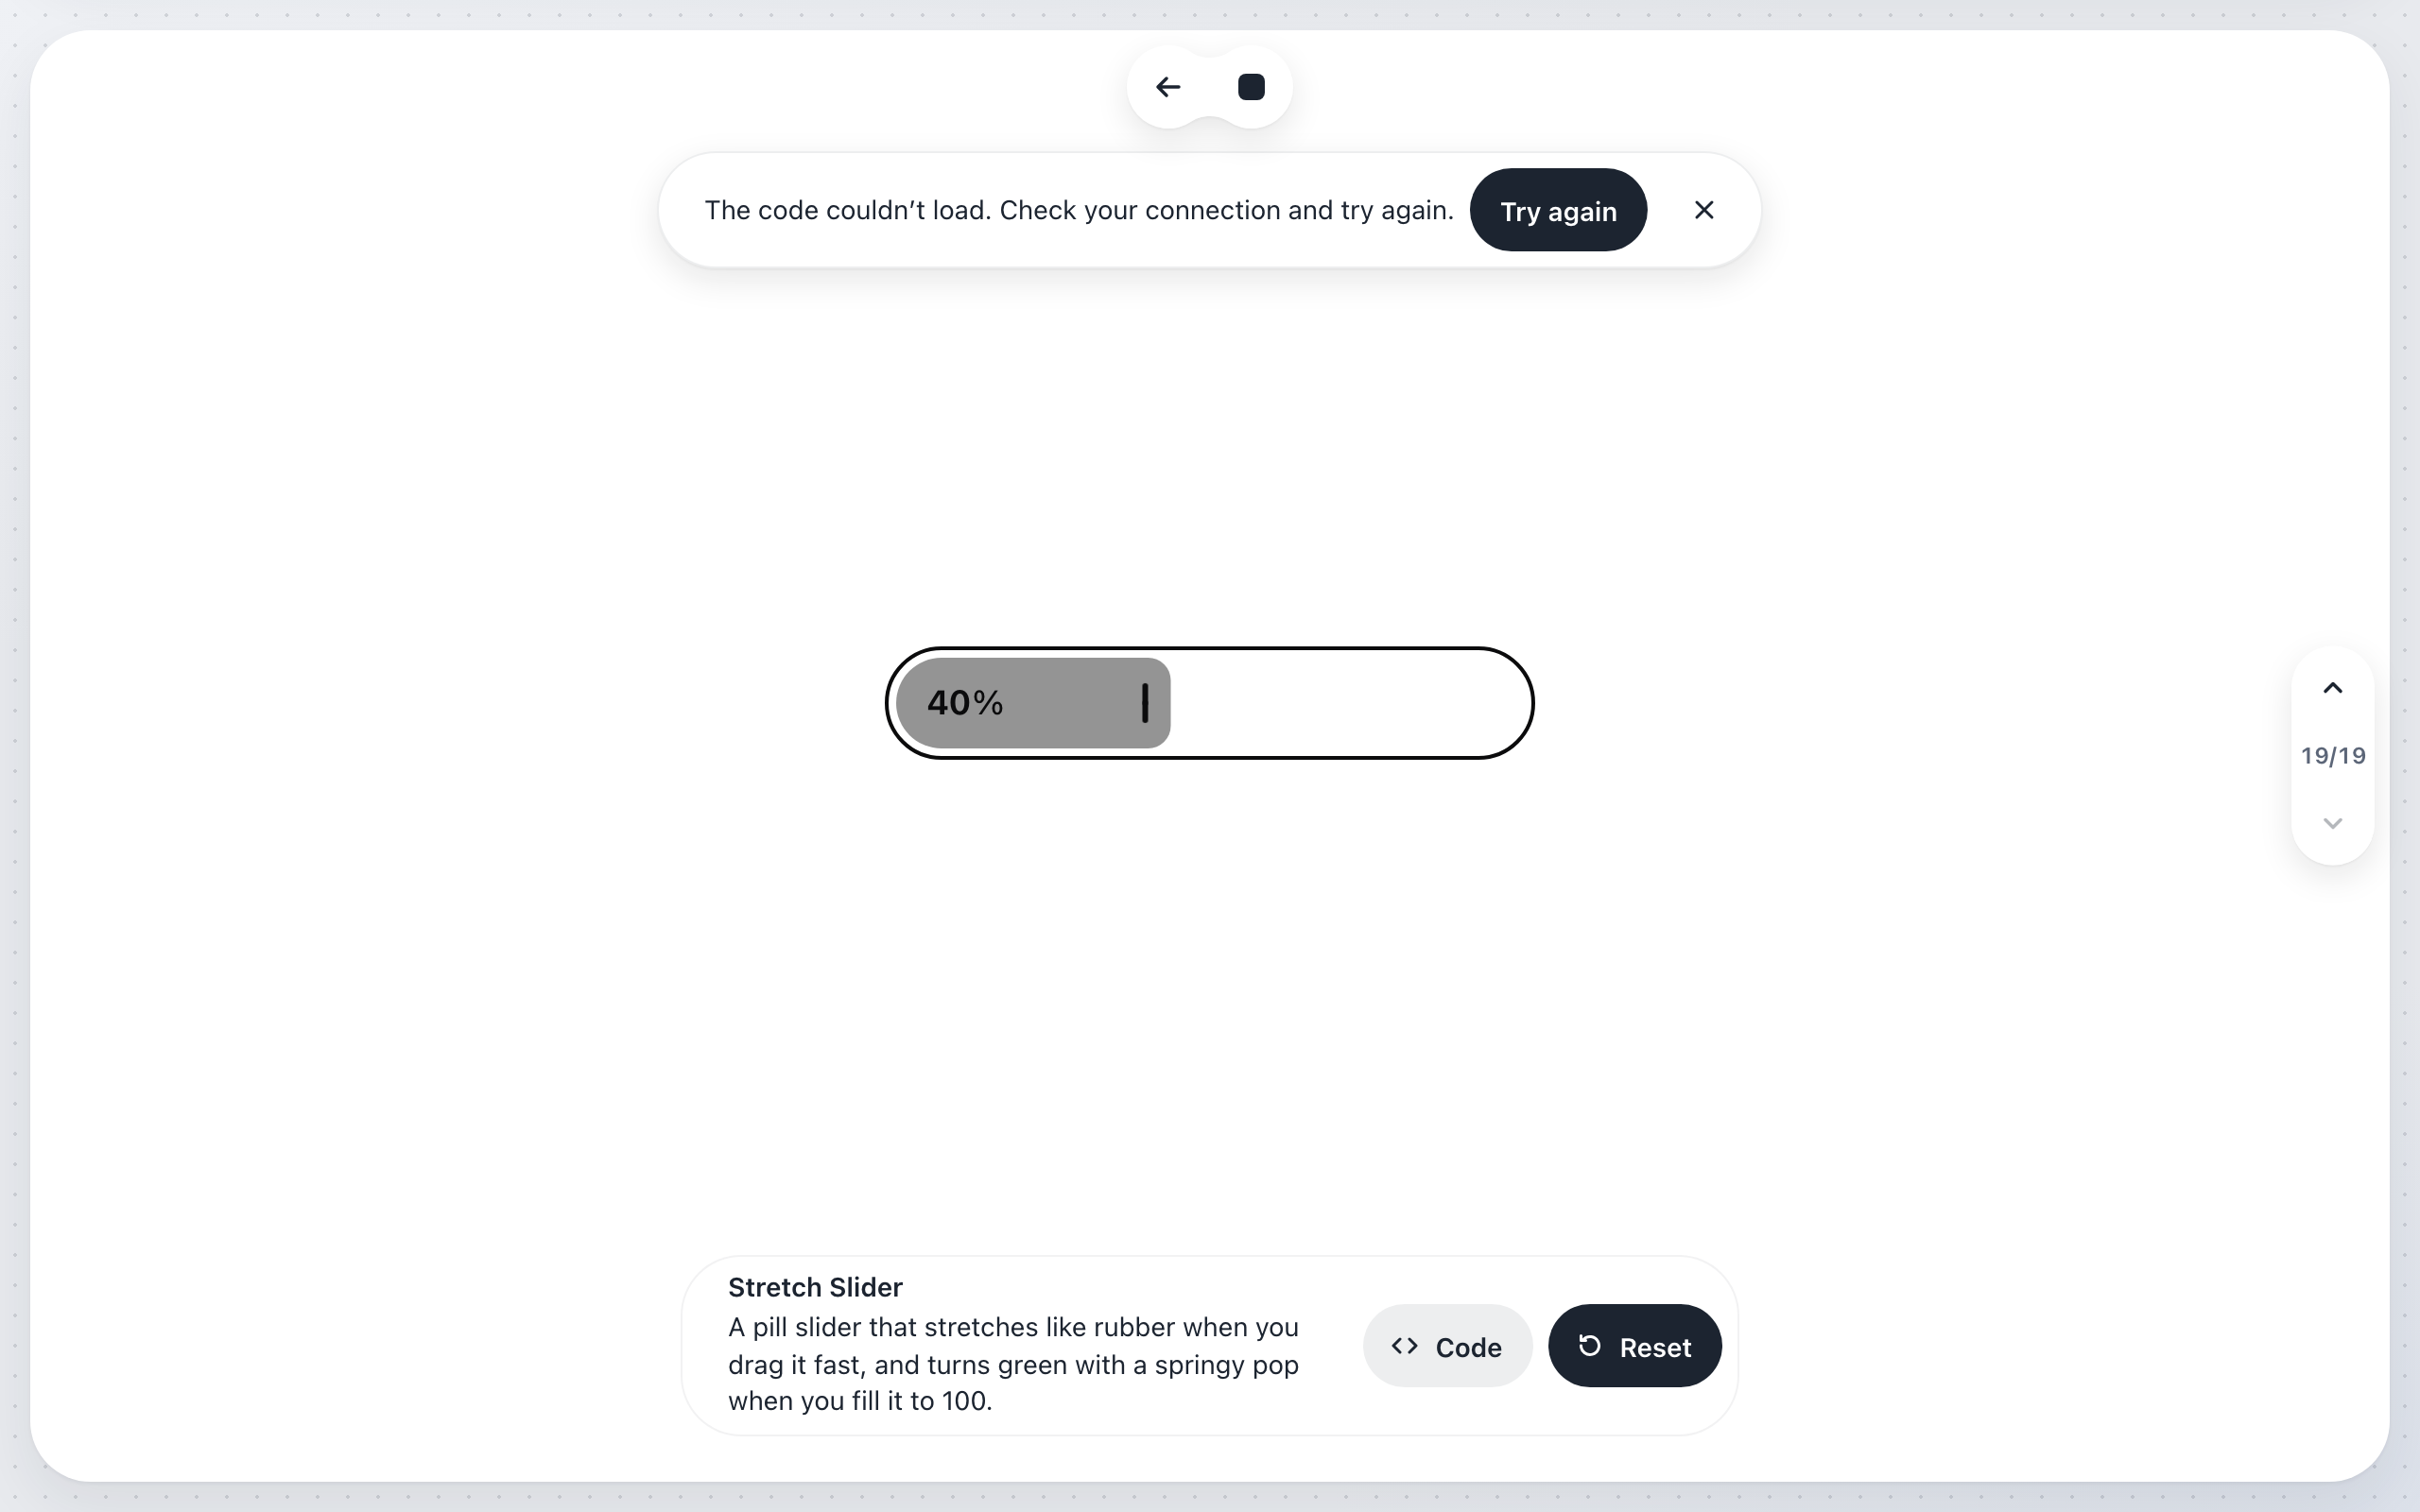 The code couldn’t load. Check your connection and try again.
Try again
40%
19/19
Stretch Slider
A pill slider that stretches like rubber when you
drag it fast, and turns green with a springy pop
when you fill it to 100.
Code
Reset